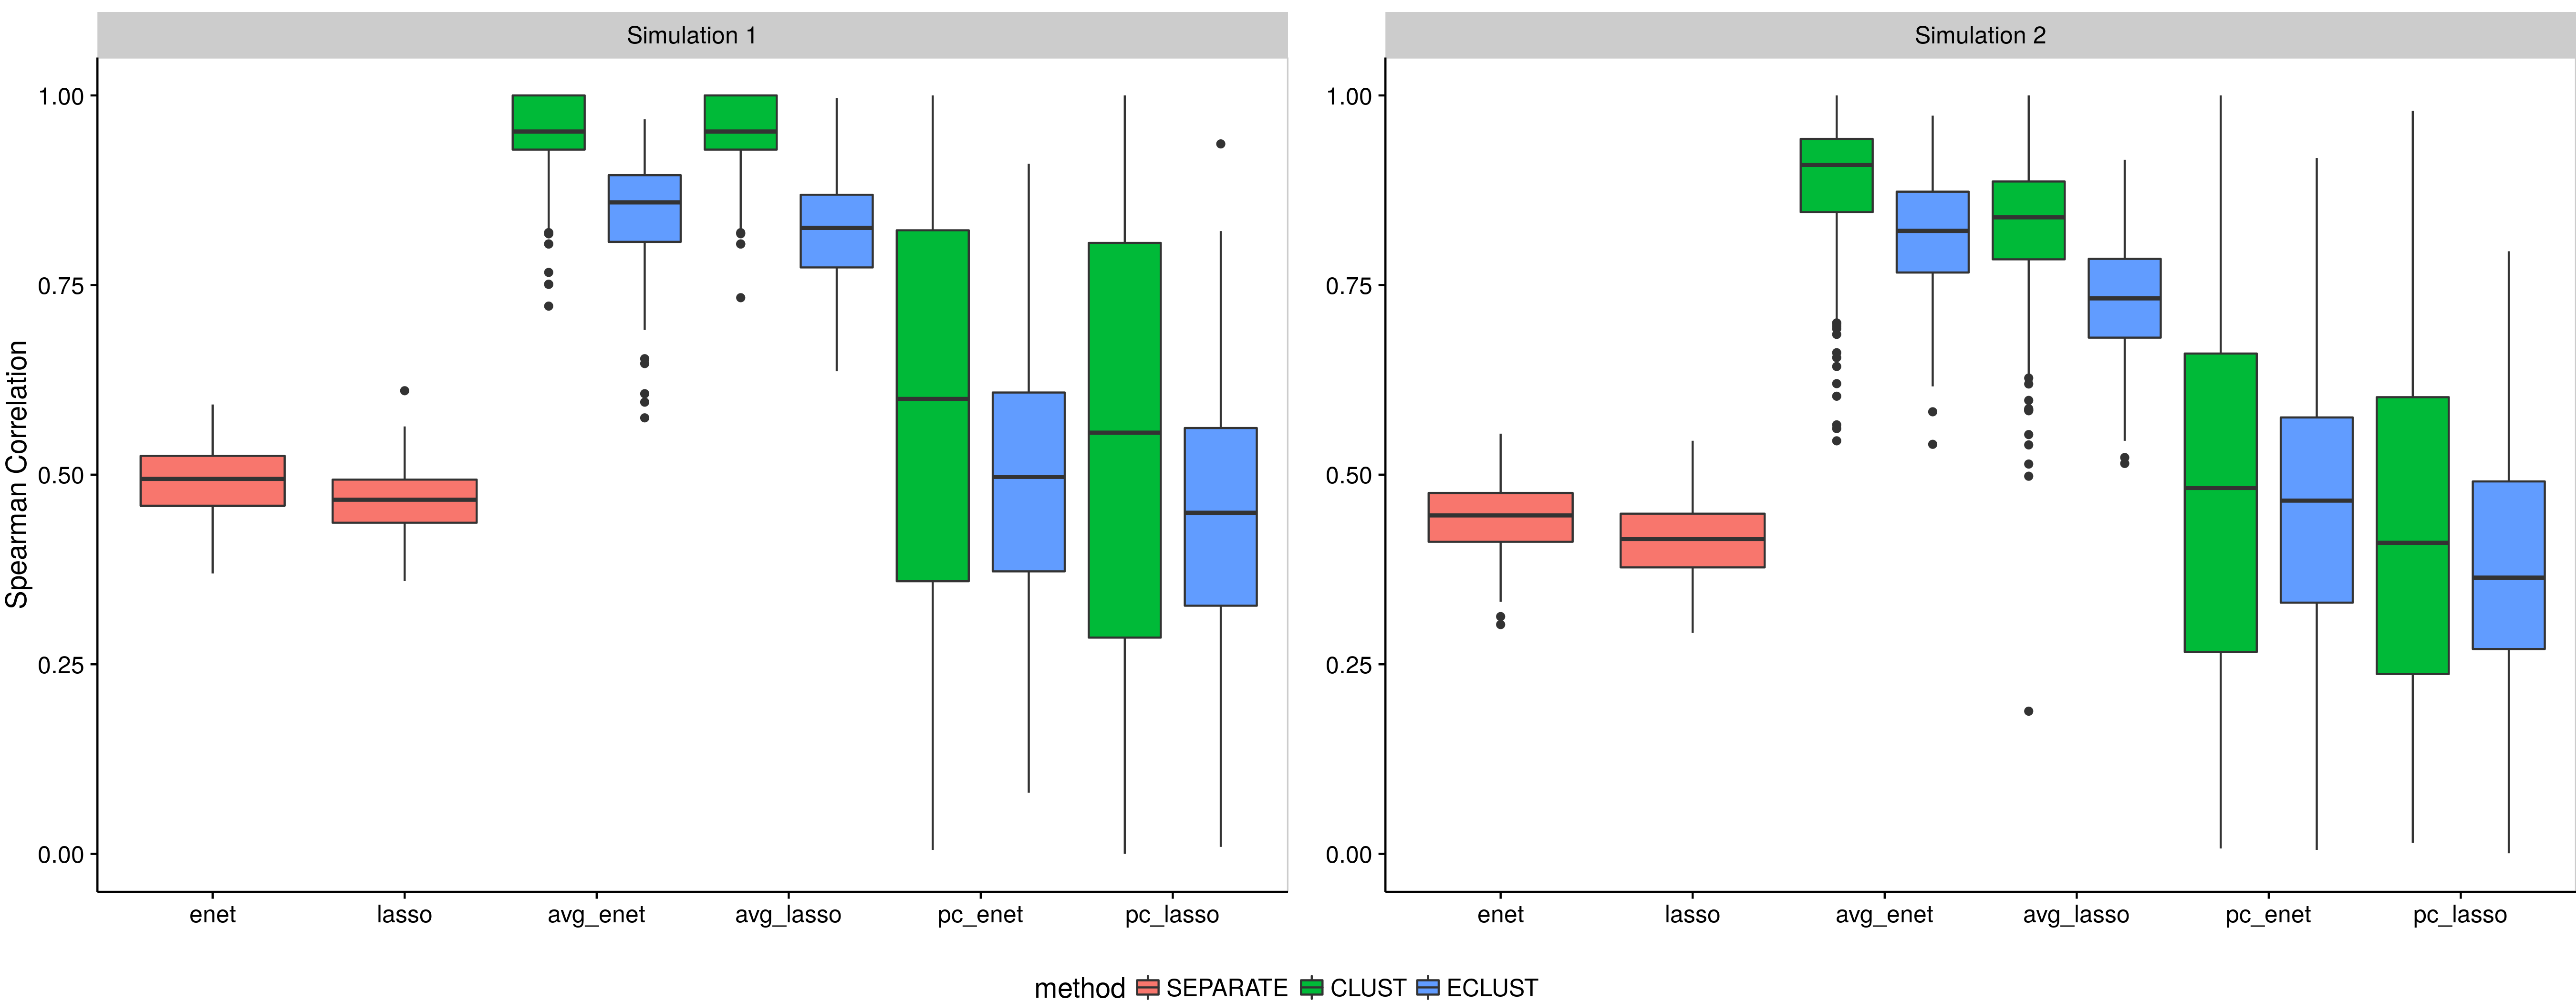 Simulation 1
Simulation 2
Spearman Correlation
1.00
0.75
0.50
0.25
0.00
1.00
0.75
0.50
0.25
0.00
enet lasso avg_enet avg_lasso pc_enet pc_lasso
enet lasso avg_enet avg_lasso pc_enet pc_lasso
method SEPARATE CLUST ECLUST